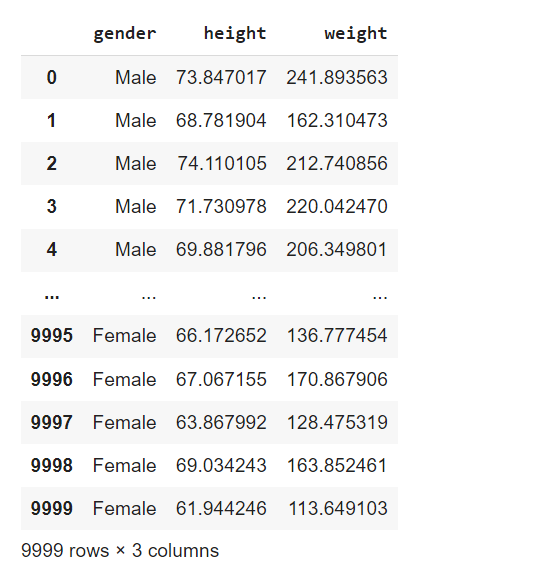 gender height weight
0 Male 73.847017 241.893563
1 Male 68.781904 162.310473
2 Male 74.110105 212.740856
3 Male 71.730978 220.042470
4 Male 69.881796 206.349801
... ... ... ...
9995 Female 66.172652 136.777454
9996 Female 67.067155 170.867906
9997 Female 63.867992 128.475319
9998 Female 69.034243 163.852461
9999 Female 61.944246 113.649103
9999 rows × 3 columns